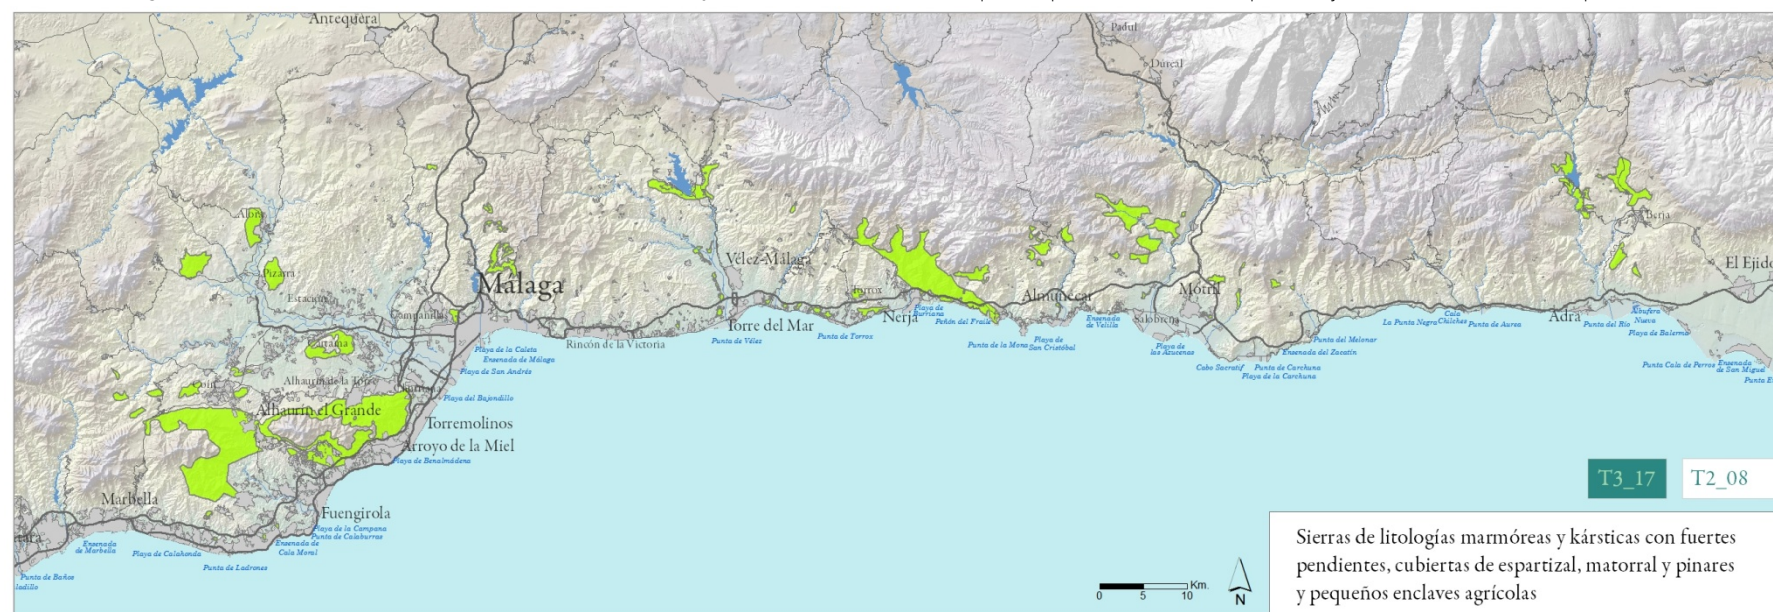 Antequera
Padul
Dúrcal
Álora
Pizarra
Estación
Campanillas
Málaga
Vélez-Málaga
Torrox
Nerja
Almuñécar
Motril
Salobreña
Adra
Berja
El Ejido
Cártama
Coín
Alhaurín de la Torre
Churriana
Alhaurín el Grande
Torremolinos
Arroyo de la Miel
Marbella
Fuengirola
Rincón de la Victoria
Torre del Mar
Playa de la Caleta
Ensenada de Málaga
Playa de San Andrés
Playa del Bajondillo
Playa de Benalmádena
Playa de la Campana
Punta de Calaburras
Ensenada de
Cala Moral
Punta de Ladrones
Playa de Calahonda
Ensenada
de Marbella
Punta de Baños
Punta de Vélez
Punta de Torrox
Playa de
Burriana
Peñón del Fraile
Punta de la Mona
Playa de
San Cristóbal
Ensenada
de Velilla
Playa de
las Azucenas
Cabo Sacratif
Punta de Carchuna
Playa de la Carchuna
Ensenada del Zacatín
Punta del Melonar
La Punta Negra
Cala
Chilches
Punta de Aurea
Punta del Río
Albufera
Nueva
Playa de Balerma
Punta Cala de Perros
Ensenada
de San Miguel
T3_17
T2_08
Sierras de litologías marmóreas y kársticas con fuertes
pendientes, cubiertas de espartizal, matorral y pinares
y pequeños enclaves agrícolas
Km.
0 5 10
N